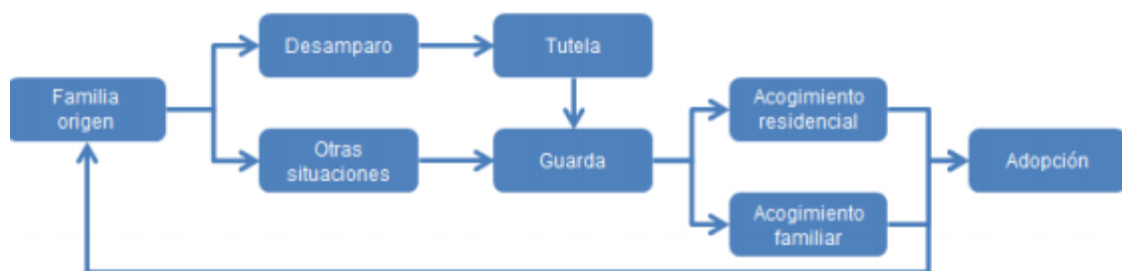 Desamparo
Tutela
Familia
origen
Acogimiento
residencial
Otras
situaciones
Guarda
Adopción
Acogimiento
familiar